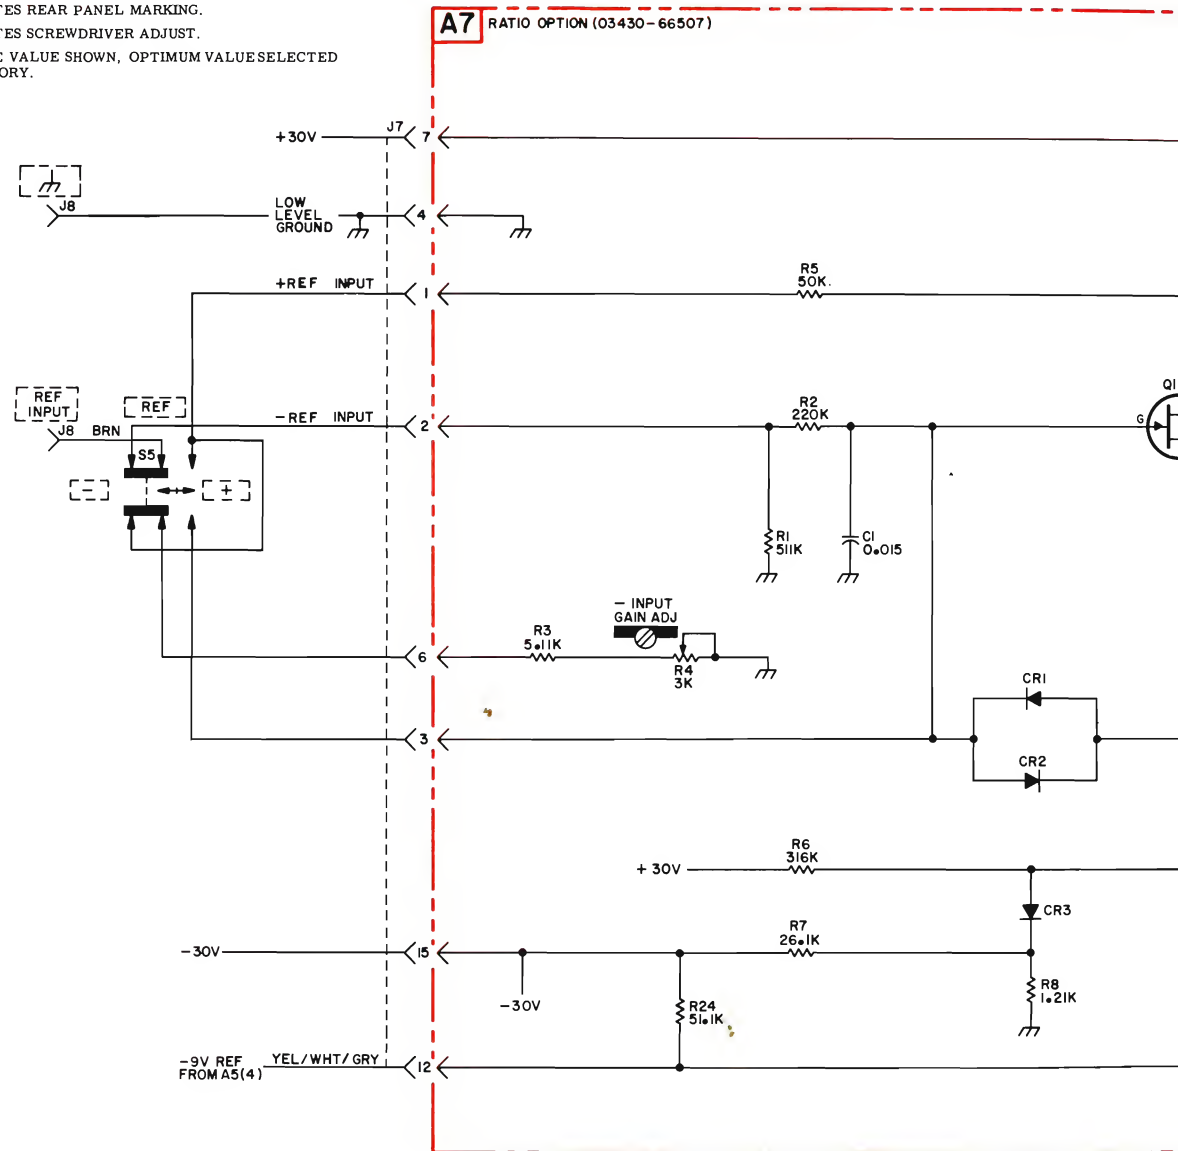 TES REAR PANEL MARKING.
TES SCREWDRIVER ADJUST.
VALUE SHOWN, OPTIMUM VALUE SELECTED
ORY.
A7 RATIO OPTION (03430-66507)
+30V
J7
7
J8
LOW
LEVEL
GROUND
4
+REF INPUT
1
R5
50K.
REF
INPUT
REF
J8 BRN
-REF INPUT
2
R2
220K
G
Q1
S5
-
+
R1
511K
C1
0.015
- INPUT
GAIN ADJ
6
R3
5.11K
R4
3K
3
CR1
CR2
+30V
R6
316K
CR3
-30V
15
R7
26.1K
-30V
R24
51.1K
R8
1.21K
-9V REF
FROM A5(4)
YEL/WHT/GRY
12